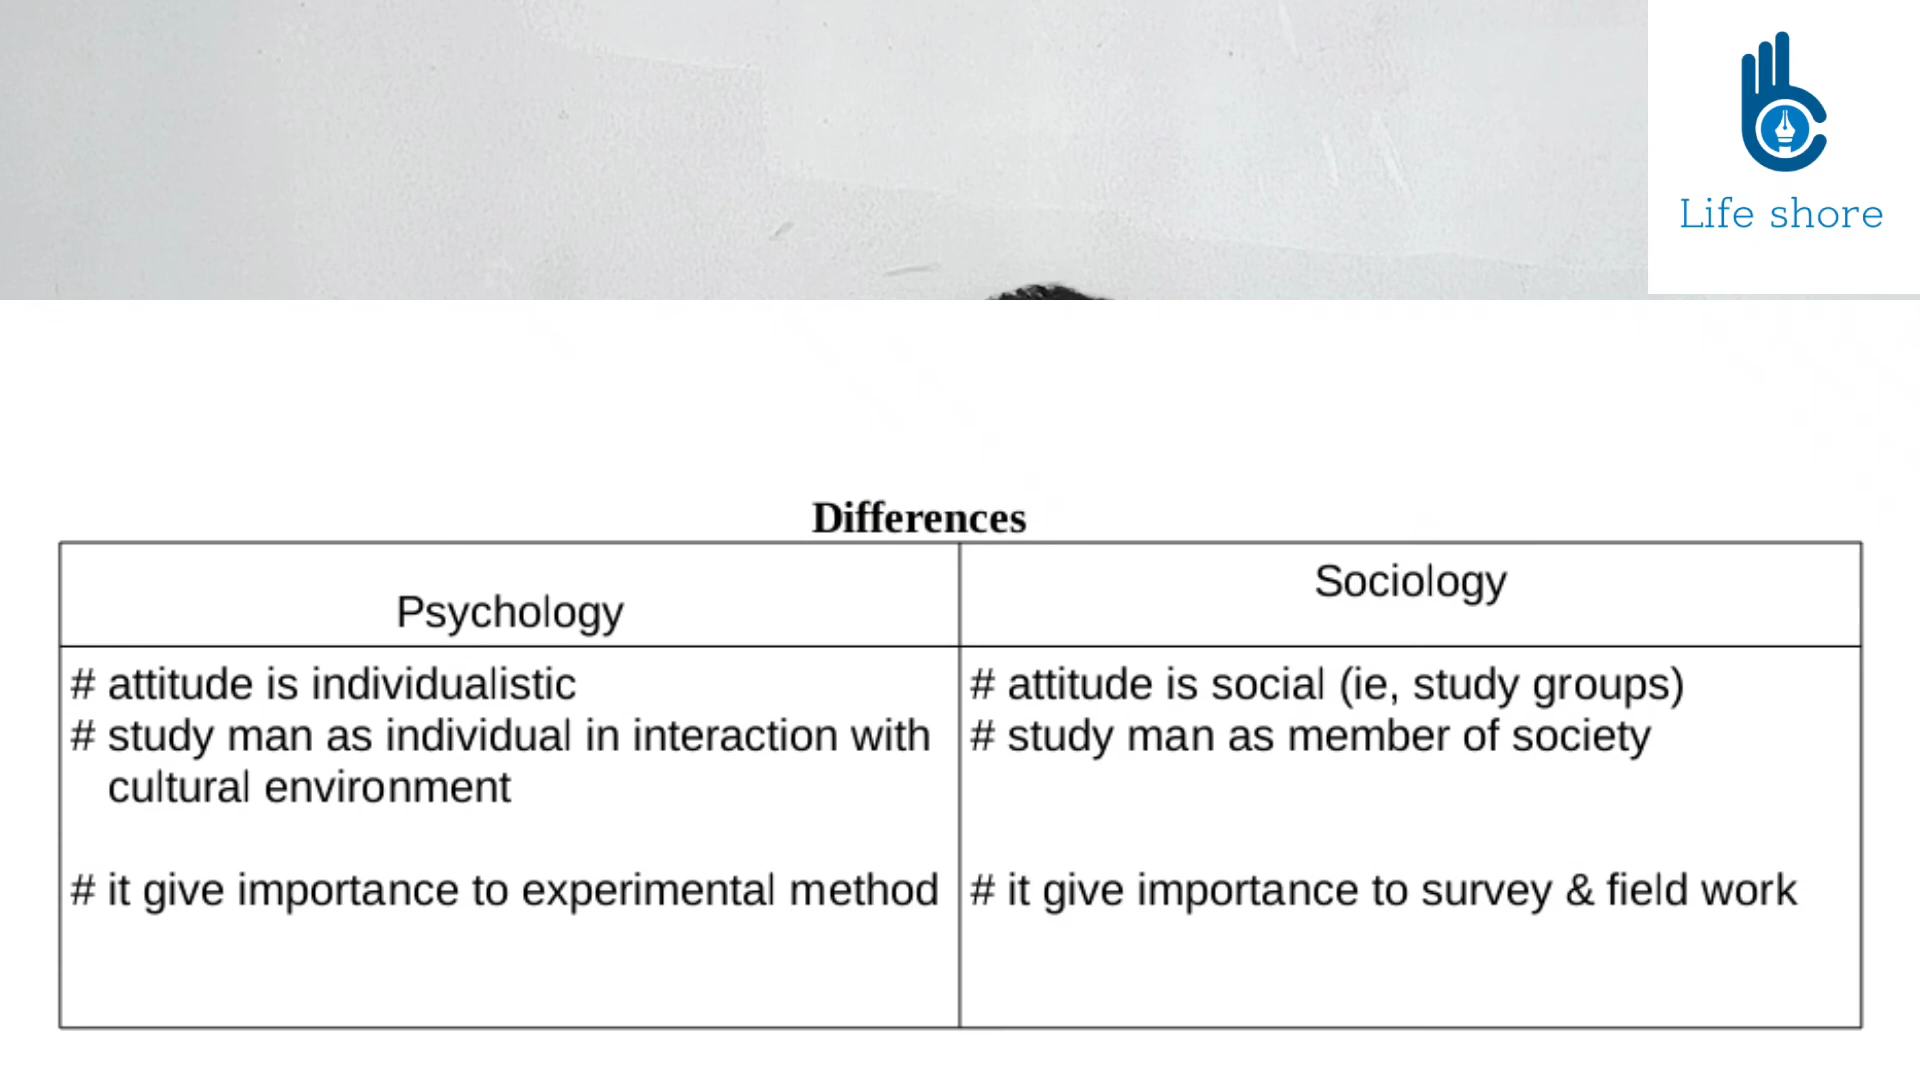 Life shore
Differences
Psychology
Sociology
# attitude is individualistic
# study man as individual in interaction with
cultural environment
# it give importance to experimental method
# attitude is social (ie, study groups)
# study man as member of society
# it give importance to survey & field work